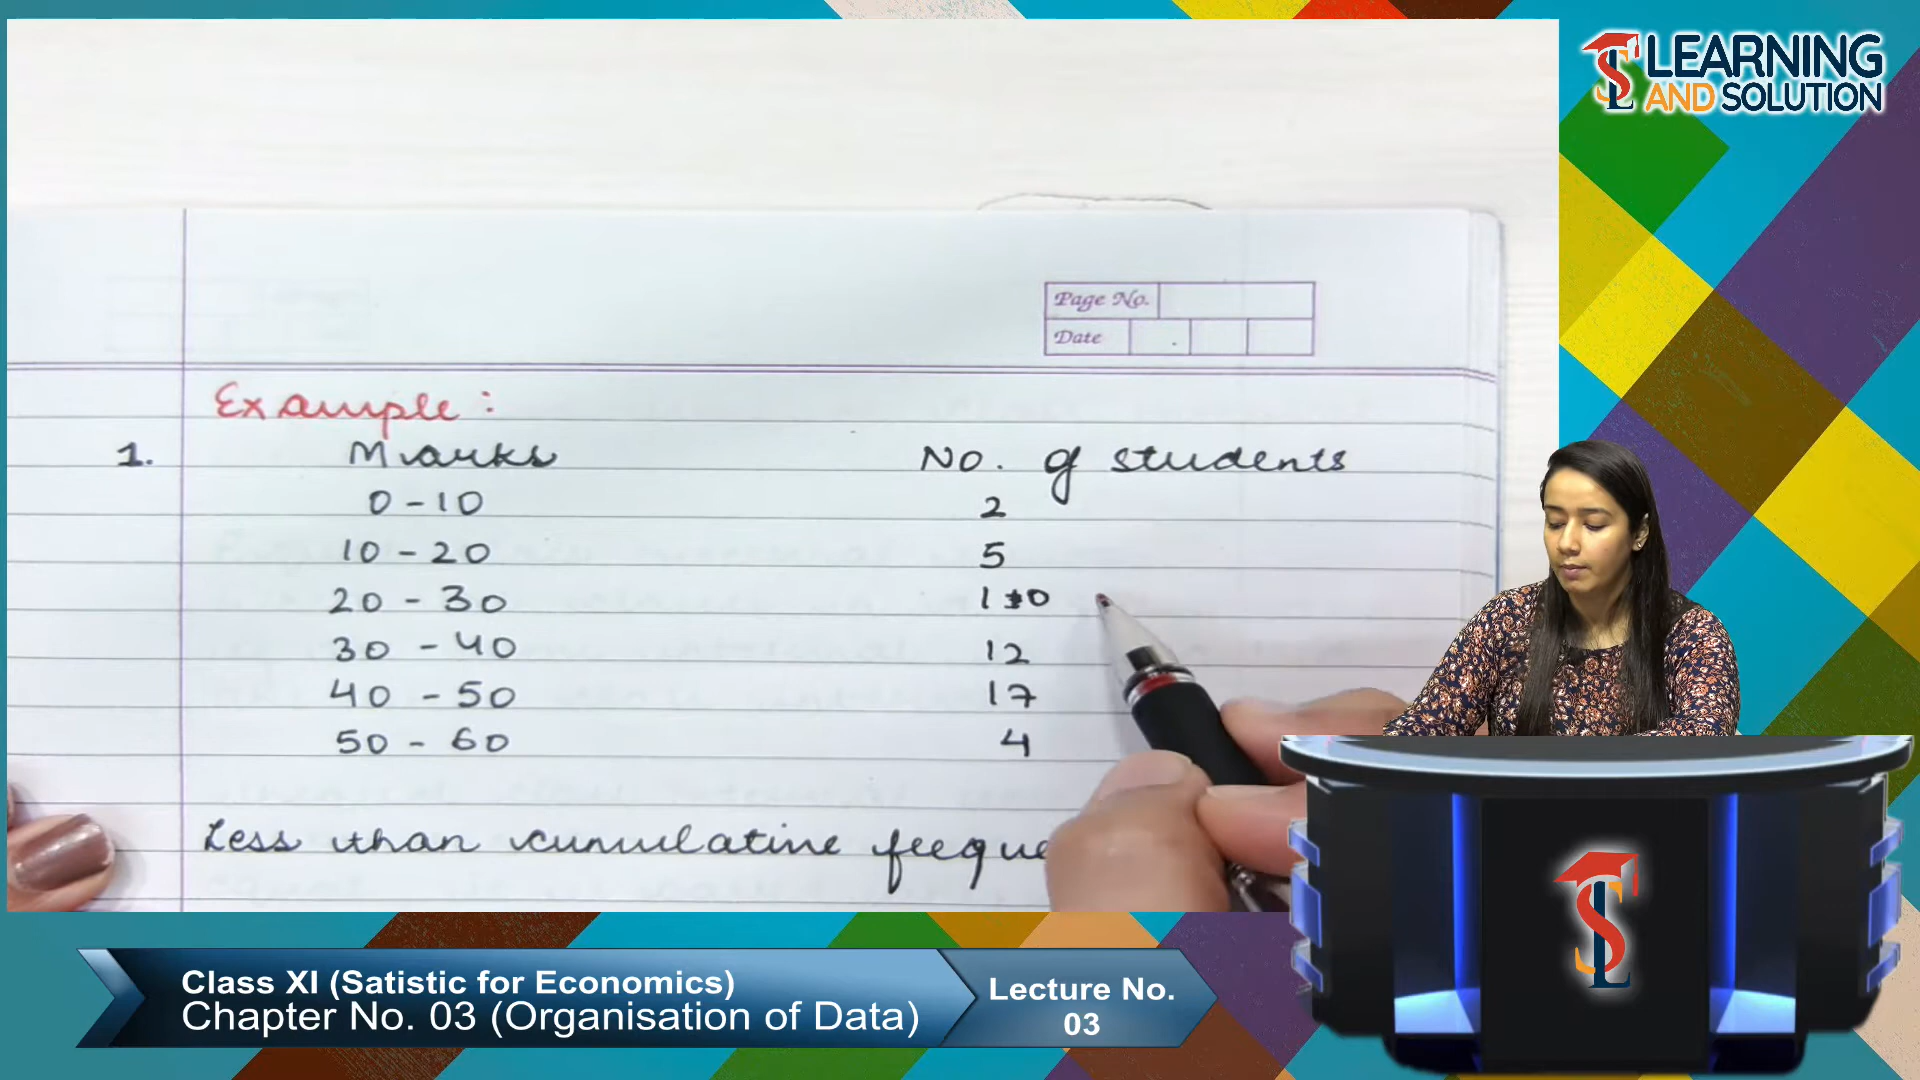 LEARNING
AND SOLUTION
Page No.
Date
Example:
1. Marks No. of students
0-10 2
10-20 5
20-30 10
30-40 12
40-50 17
50-60 4
Less than cumulative
Class XI (Satistic for Economics)
Chapter No. 03 (Organisation of Data)
Lecture No.
03